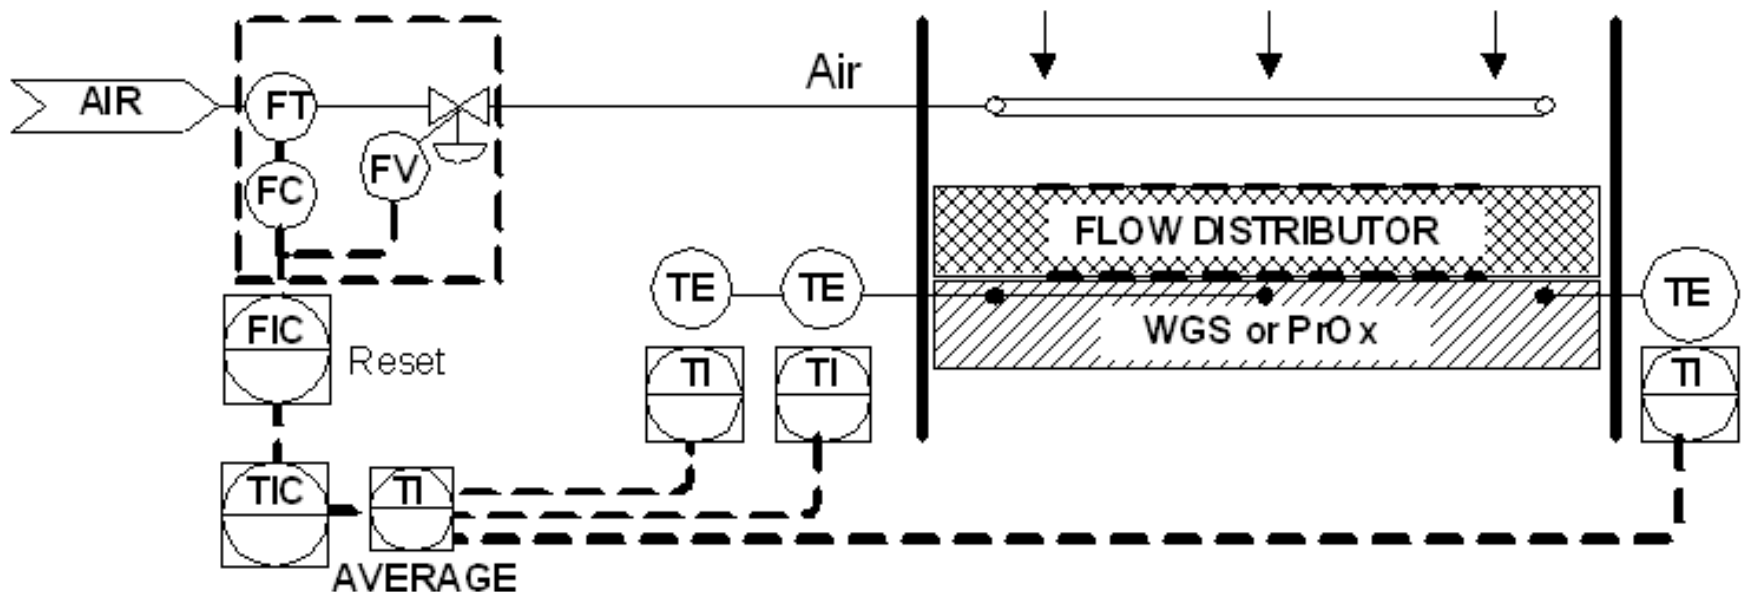 Air
AIR
FT
FV
FC
FLOW DISTRIBUTOR
TE
TE
TE
FIC
WGS or PrOx
Reset
TI
TI
TI
TIC
TI
AVERAGE